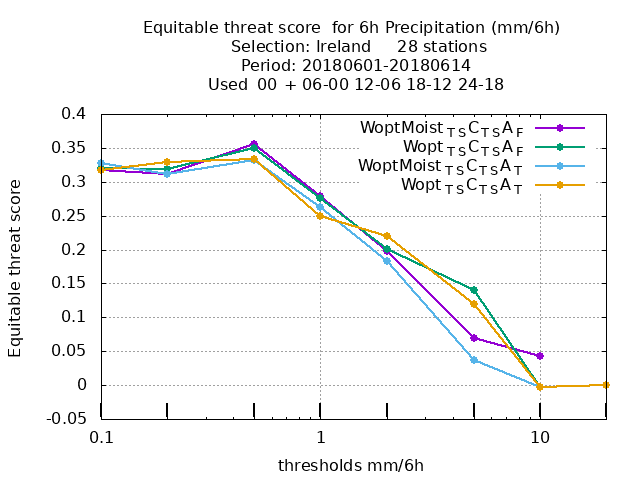 Equitable threat score  for 6h Precipitation (mm/6h)
Selection: Ireland     28 stations
Period: 20180601-20180614
Used  00  + 06-00 12-06 18-12 24-18
WoptMoist TS C TS A F
Wopt TS C TS A F
WoptMoist TS C TS A T
Wopt TS C TS A T
0.4
0.35
0.3
0.25
0.2
0.15
0.1
0.05
0
-0.05
Equitable threat score
0.1
1
10
thresholds mm/6h